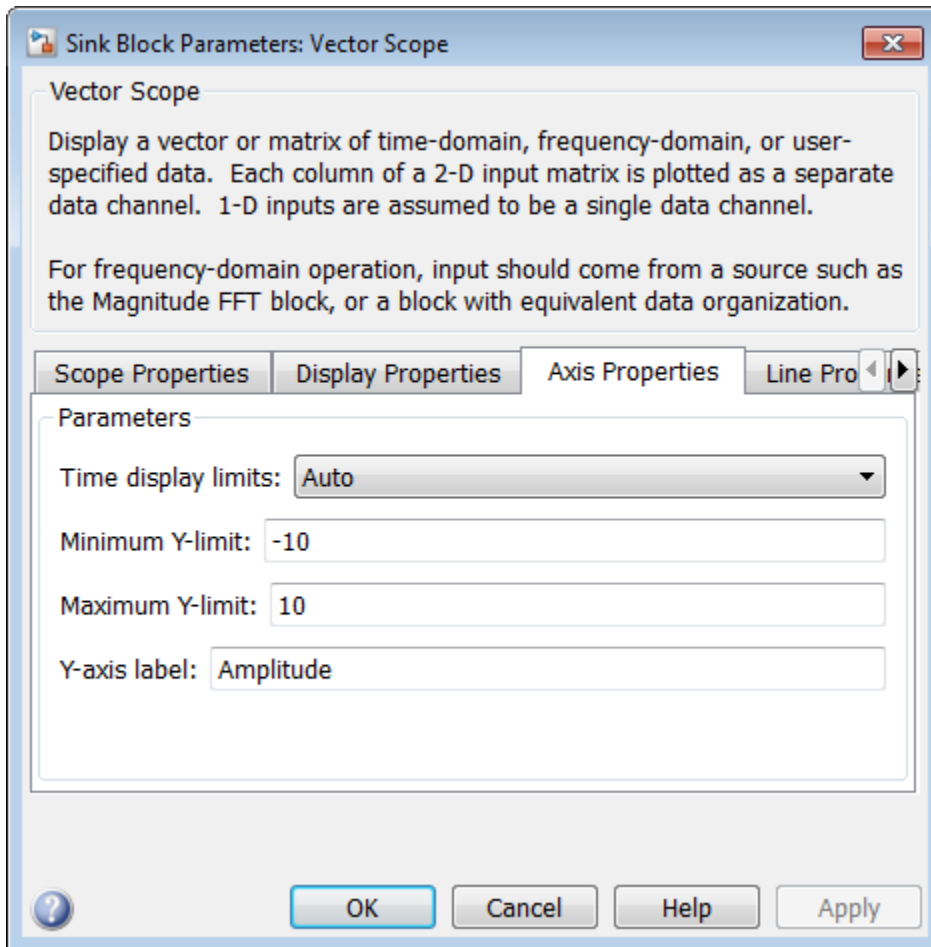 Sink Block Parameters: Vector Scope
Vector Scope
Display a vector or matrix of time-domain, frequency-domain, or user-
specified data.  Each column of a 2-D input matrix is plotted as a separate
data channel.  1-D inputs are assumed to be a single data channel.
For frequency-domain operation, input should come from a source such as
the Magnitude FFT block, or a block with equivalent data organization.
Scope Properties Display Properties Axis Properties Line
Parameters
Time display limits: Auto
Minimum Y-limit: -10
Maximum Y-limit: 10
Y-axis label: Amplitude
OK Cancel Help Apply